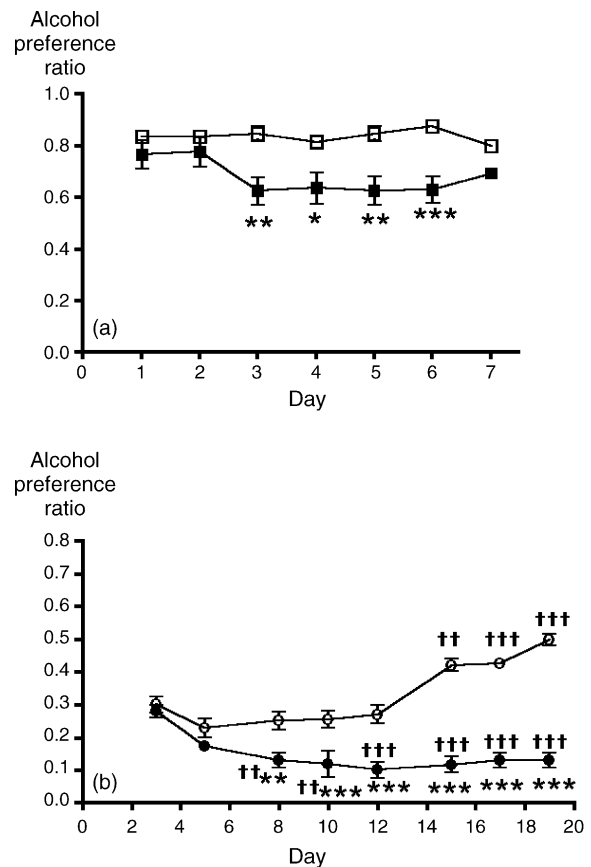 Alcohol
preference
ratio
1.0
0.8
** * ** ***
0.6
0.4
0.2
(a)
0.0
0 1 2 3 4 5 6 7
Day
Alcohol
preference
ratio
0.8
0.7
0.6
††† 
0.5
†† †††
0.4
0.3
0.2
††† ††† ††† †††
0.1
††** ††*** *** *** *** ***
(b)
0.0
0 2 4 6 8 10 12 14 16 18 20
Day